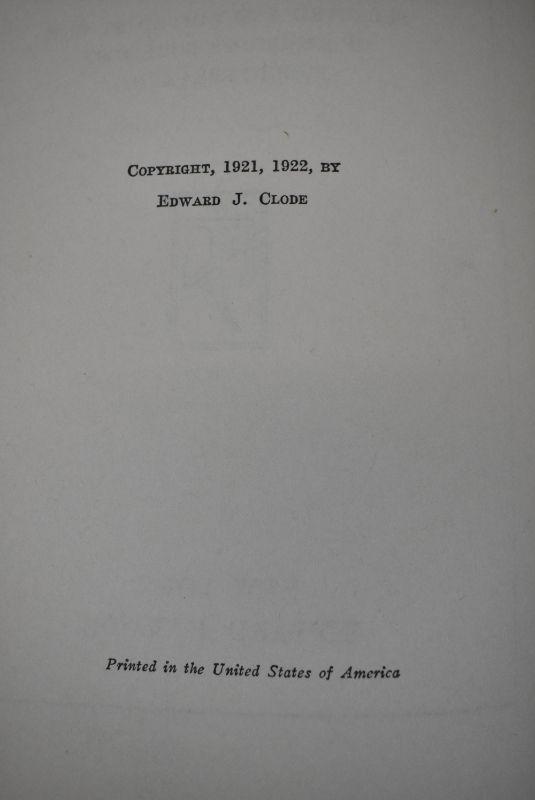 Copyright, 1921, 1922, by
Edward J. Clode
Printed in the United States of America